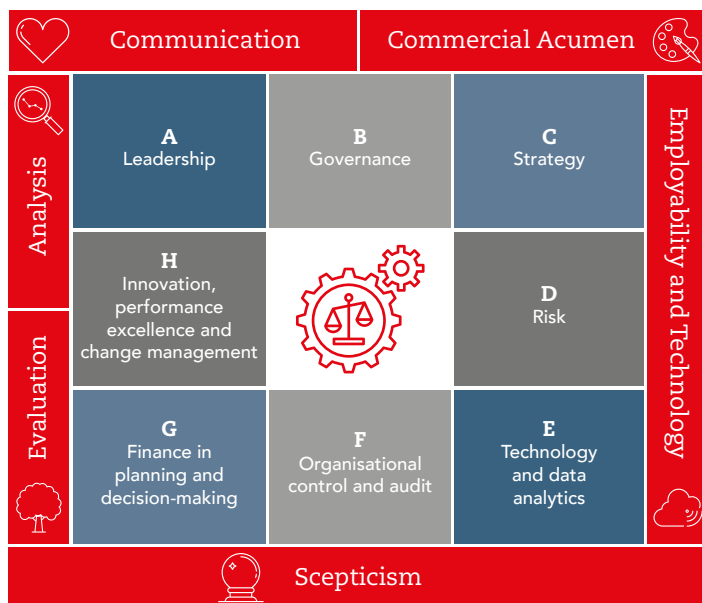 Communication
Commercial Acumen
Analysis
Evaluation
A
Leadership
B
Governance
C
Strategy
H
Innovation,
performance
excellence and
change management
D
Risk
G
Finance in
planning and
decision-making
F
Organisational
control and audit
E
Technology
and data
analytics
Employability and Technology
Scepticism